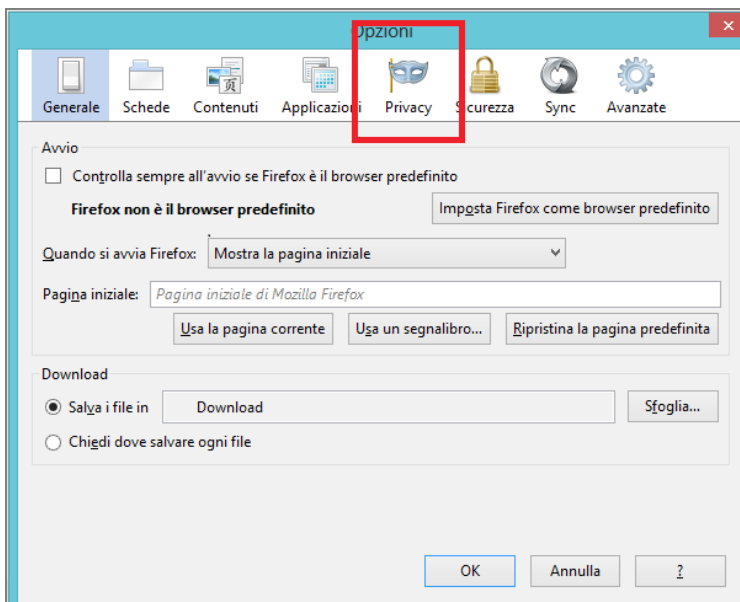 Opzioni
Generale Schede Contenuti Applicazioni Privacy Sicurezza Sync Avanzate
Avvio
Controlla sempre all'avvio se Firefox è il browser predefinito
Firefox non è il browser predefinito Imposta Firefox come browser predefinito
Quando si avvia Firefox: Mostra la pagina iniziale
Pagina iniziale: Pagina iniziale di Mozilla Firefox
Usa la pagina corrente Usa un segnalibro... Ripristina la pagina predefinita
Download
Salva i file in Download Sfoglia...
Chiedi dove salvare ogni file
OK Annulla ?